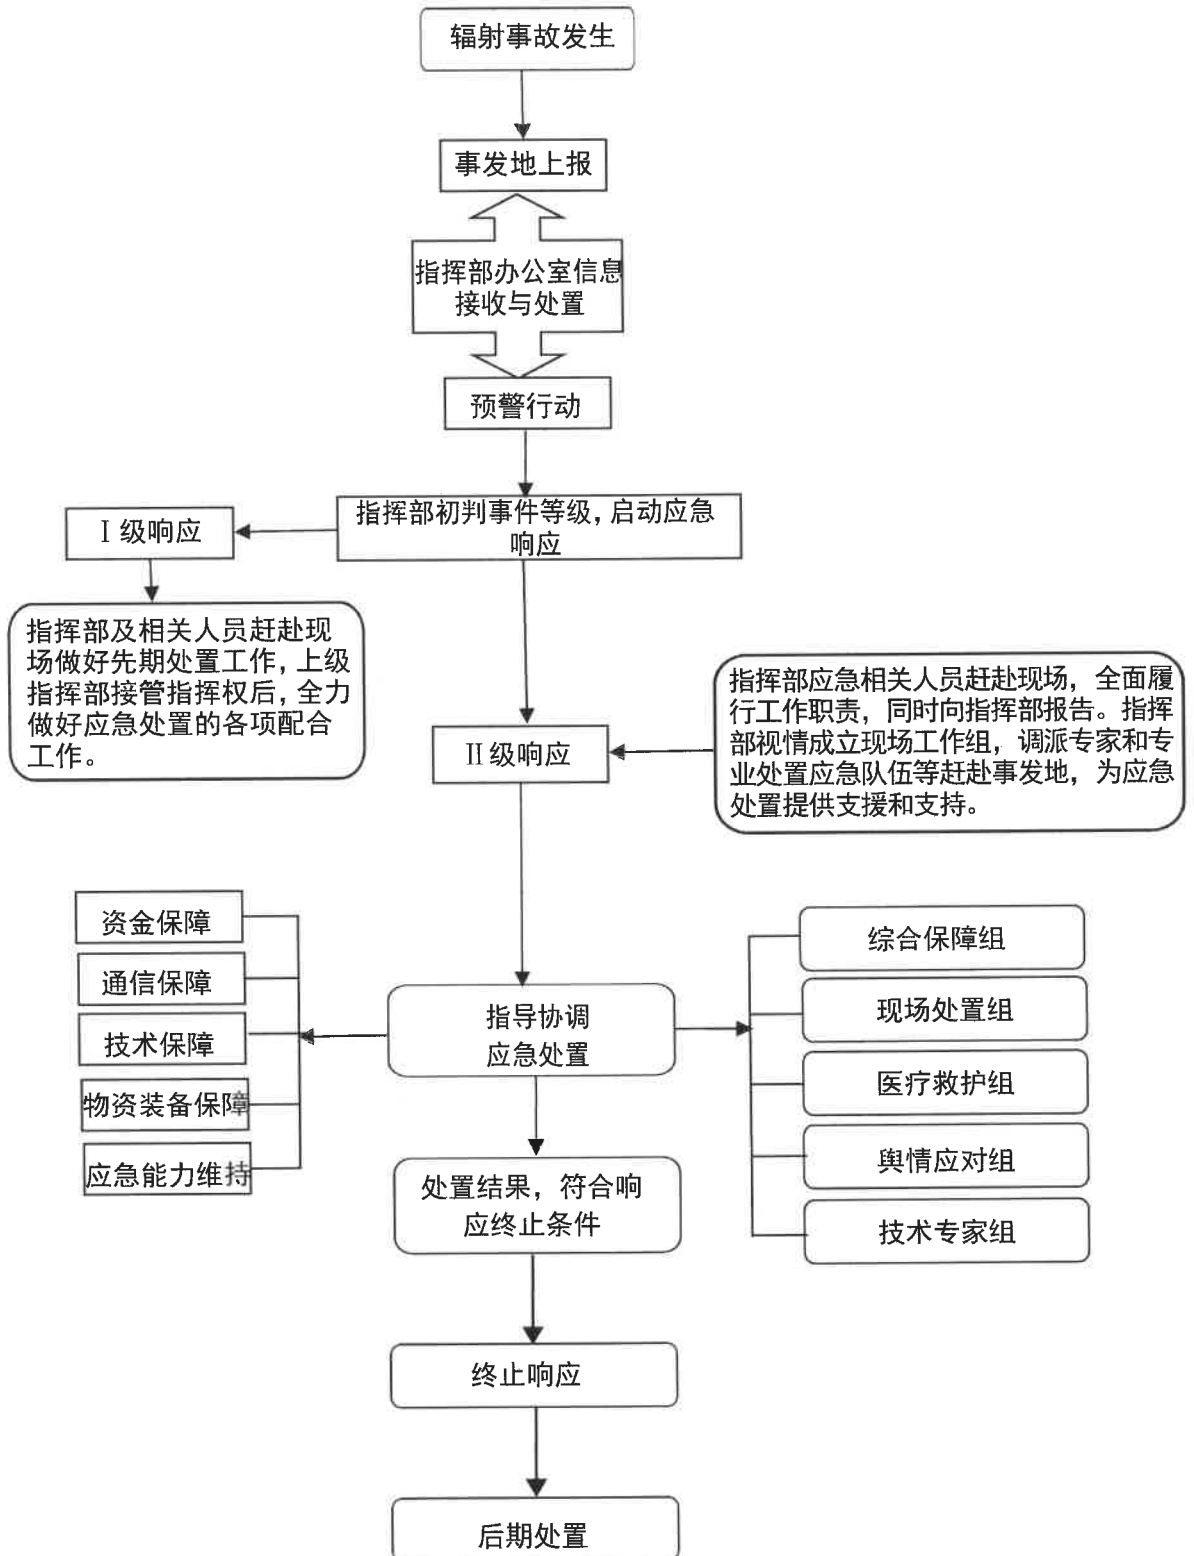 辐射事故发生
事发地上报
指挥部办公室信息
接收与处置
预警行动
指挥部初判事件等级，启动应急
响应
Ⅰ级响应
指挥部及相关人员赶赴现
场做好先期处置工作，上级
指挥部接管指挥权后，全力
做好应急处置的各项配合
工作。
指挥部应急相关人员赶赴现场，全面履
行工作职责，同时向指挥部报告。指挥
部视情成立现场工作组，调派专家和专
业处置应急队伍等赶赴事发地，为应急
处置提供支援和支持。
Ⅱ级响应
资金保障
通信保障
技术保障
物资装备保障
应急能力维持
指导协调
应急处置
综合保障组
现场处置组
医疗救护组
舆情应对组
技术专家组
处置结果，符合响
应终止条件
终止响应
后期处置